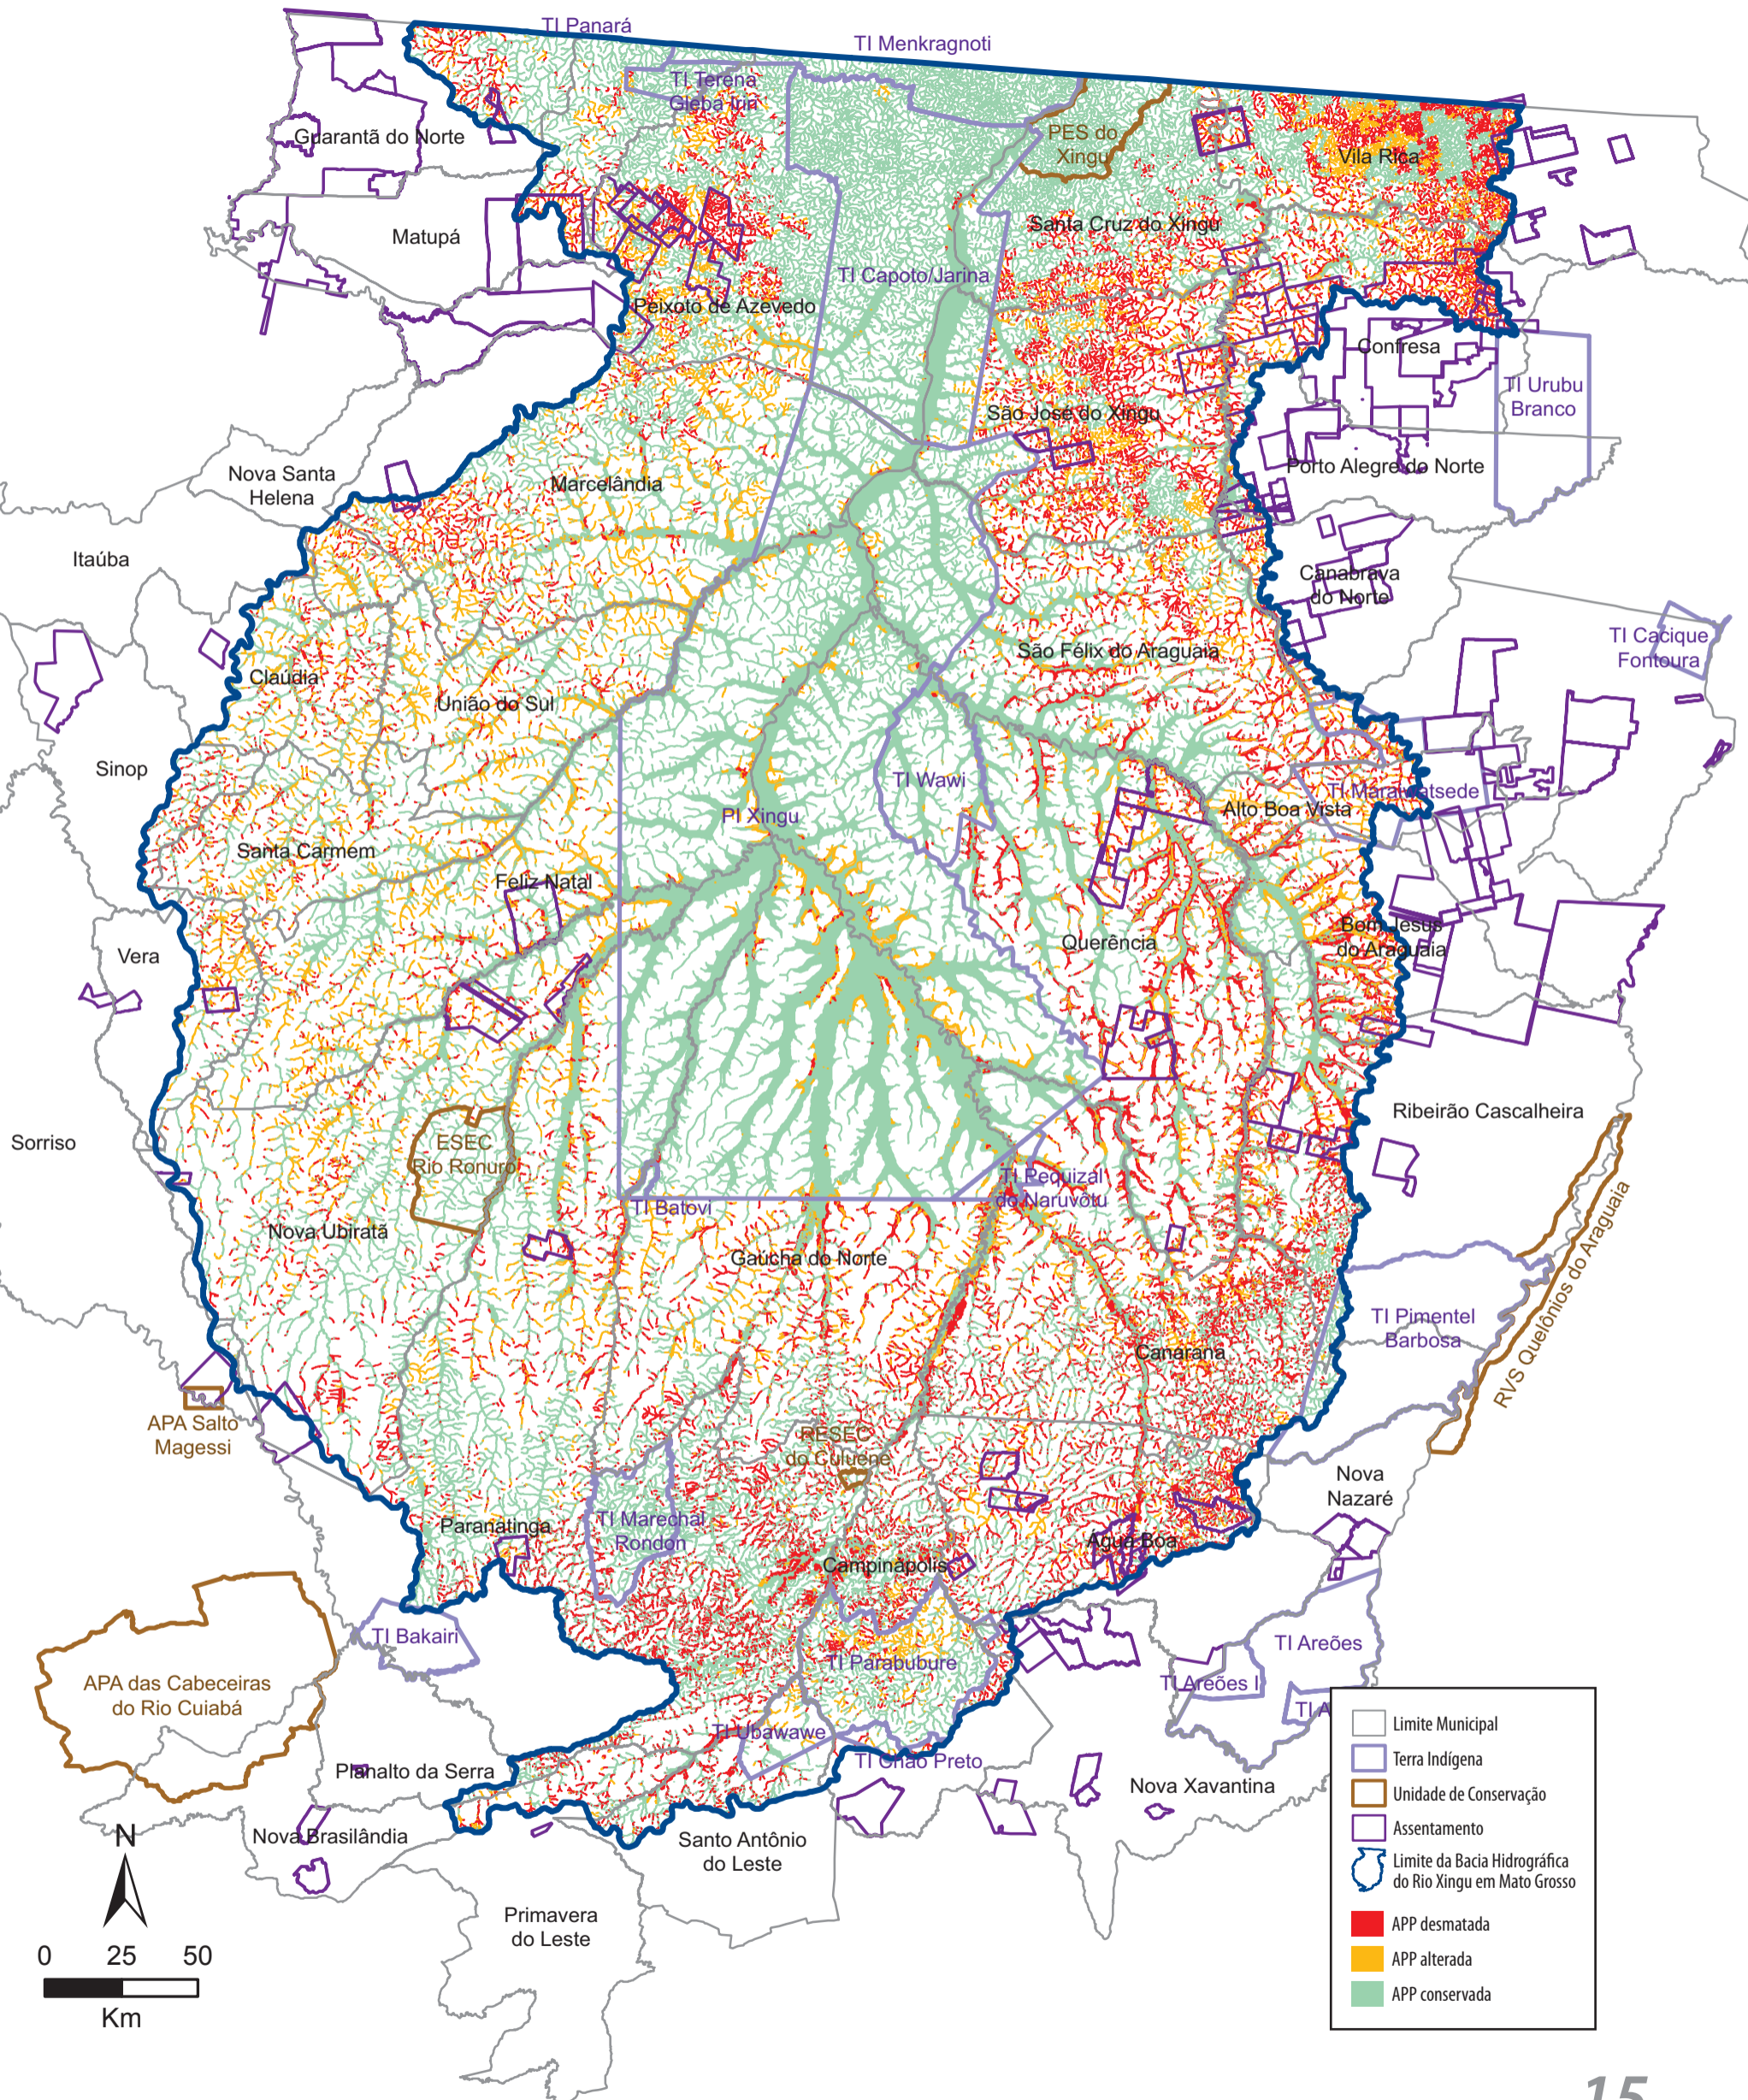 TI Panará
TI Menkragnoti
TI Terena
Gleba Iriri
Guarantã do Norte
PES do
Xingu
Vila Rica
Matupá
Santa Cruz do Xingu
TI Capoto/Jarina
Peixoto de Azevedo
Confresa
TI Urubu
Branco
São José do Xingu
Nova Santa
Helena
Marcelândia
Porto Alegre do Norte
Itaúba
Canabrava
do Norte
TI Cacique
Fontoura
São Félix do Araguaia
Claúdia
União do Sul
Sinop
TI Wawi
TI Maraiwatsede
Alto Boa Vista
PI Xingu
Santa Carmem
Feliz Natal
Bom Jesus
do Araguaia
Querência
Vera
Ribeirão Cascalheira
Sorriso
ESEC
Rio Ronuro
TI Pequizal
do Naruvôtu
TI Batovi
Nova Ubiratã
Gaúcha do Norte
RVS Quelônios do Araguaia
TI Pimentel
Barbosa
Canarana
APA Salto
Magessi
RESEC
do Culuene
Nova
Nazaré
Paranatinga
TI Marechal
Rondon
Água Boa
Campinápolis
TI Bakairi
TI Areões
TI Parabubure
APA das Cabeceiras
do Rio Cuiabá
TI Areões I
TI A
TI Ubawawe
TI Chão Preto
Planalto da Serra
Nova Xavantina
Nova Brasilândia
Santo Antônio
do Leste
Primavera
do Leste
N
0 25 50
Km
Limite Municipal
Terra Indígena
Unidade de Conservação
Assentamento
Limite da Bacia Hidrográfica
do Rio Xingu em Mato Grosso
APP desmatada
APP alterada
APP conservada
15